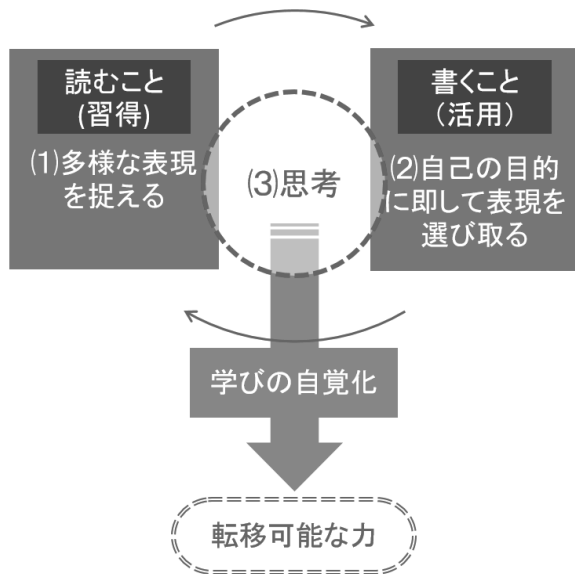 読むこと
(習得)
⑴多様な表現
を捉える
⑶思考
書くこと
（活用）
⑵自己の目的
に即して表現を
選び取る
学びの自覚化
転移可能な力